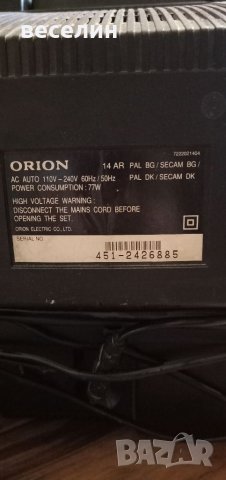 веселин
7222021404
ORION 14 AR PAL BG/SECAM BG/
AC AUTO 110V~240V 60Hz/50Hz PAL DK/SECAM DK
POWER CONSUMPTION : 77W
HIGH VOLTAGE WARNING :
DISCONNECT THE MAINS CORD BEFORE
OPENING THE SET.
ORION ELECTRIC CO., LTD.
SERIAL NO.
451-2426885
BAZAR